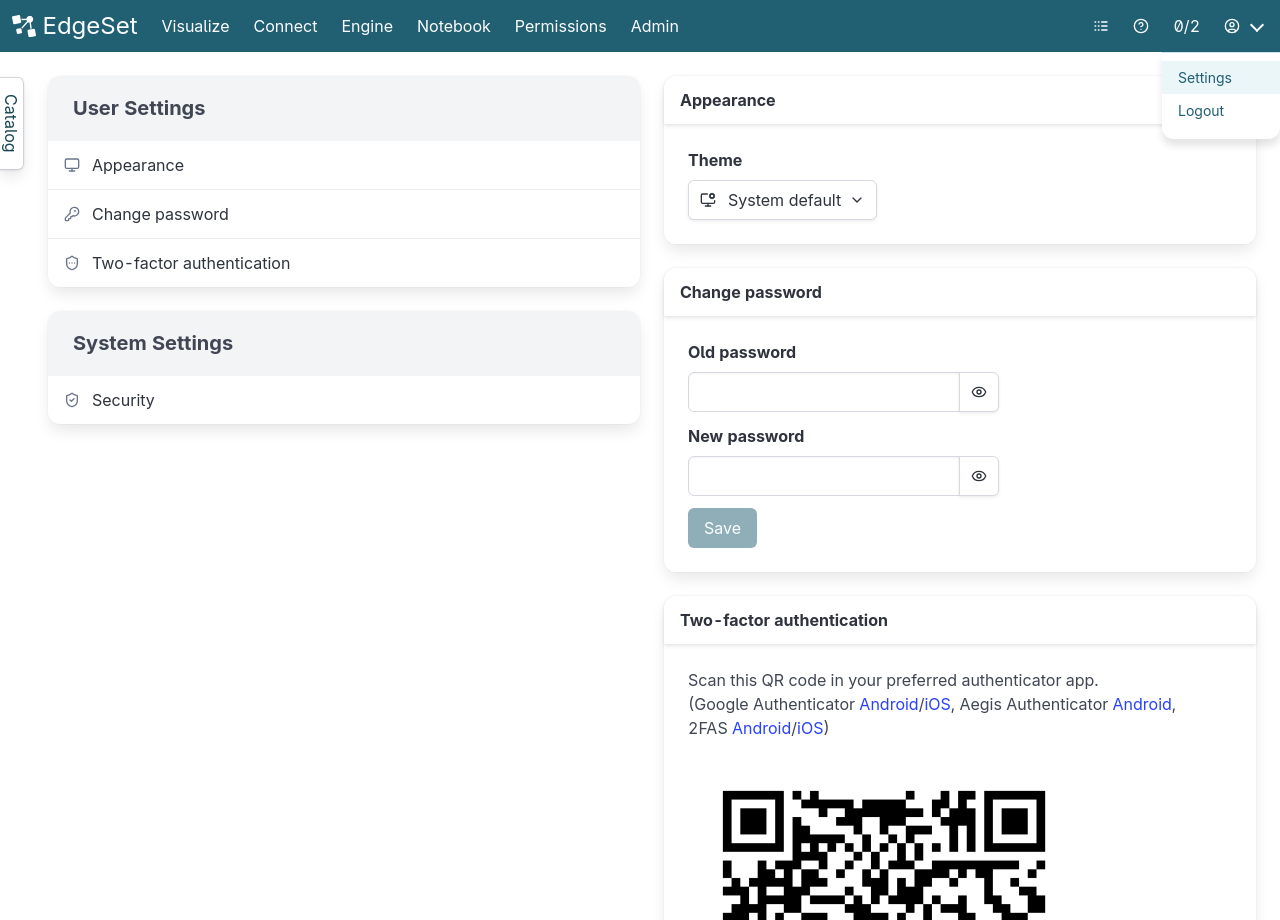 EdgeSet Visualize Connect Engine Notebook Permissions Admin 0/2
Settings
Logout
Catalog
User Settings
Appearance
Change password
Two-factor authentication
System Settings
Security
Appearance
Theme
System default
Change password
Old password
New password
Save
Two-factor authentication
Scan this QR code in your preferred authenticator app.
(Google Authenticator Android/iOS, Aegis Authenticator Android,
2FAS Android/iOS)